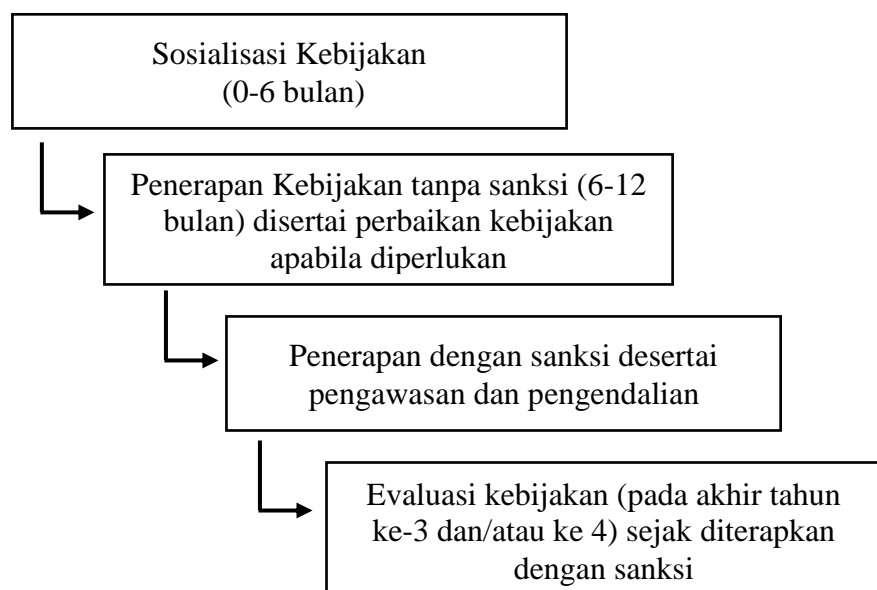 Sosialisasi Kebijakan
(0-6 bulan)
Penerapan Kebijakan tanpa sanksi (6-12
bulan) disertai perbaikan kebijakan
apabila diperlukan
Penerapan dengan sanksi desertai
pengawasan dan pengendalian
Evaluasi kebijakan (pada akhir tahun
ke-3 dan/atau ke 4) sejak diterapkan
dengan sanksi